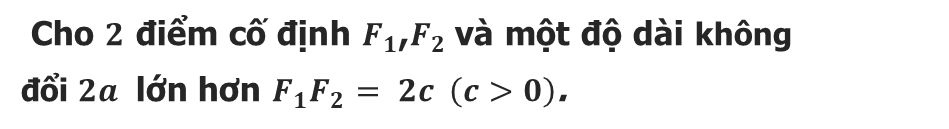 Cho 2 điểm cố định F₁,F₂ và một độ dài không
đổi 2a lớn hơn F₁F₂ = 2c (c > 0).